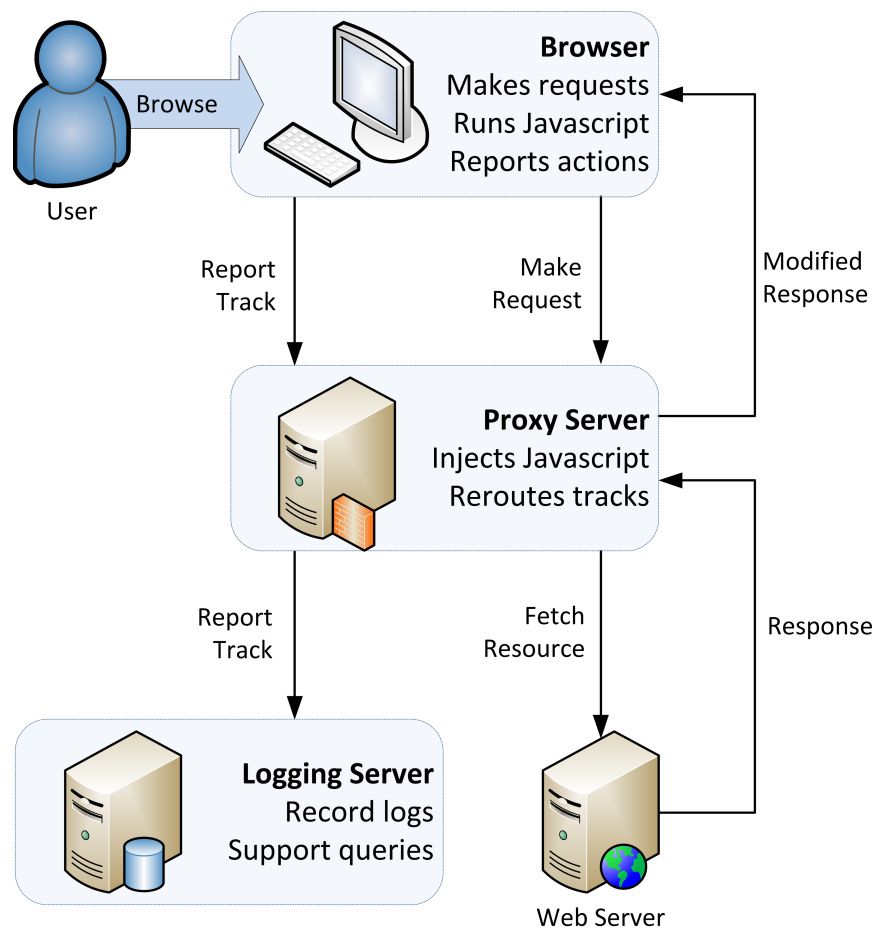 Browser
Makes requests
Runs Javascript
Reports actions
Browse
User
Report
Track
Make
Request
Modified
Response
Proxy Server
Injects Javascript
Reroutes tracks
Report
Track
Fetch
Resource
Response
Logging Server
Record logs
Support queries
Web Server